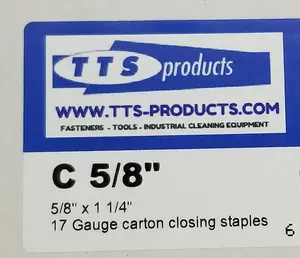 TTS products
WWW.TTS-PRODUCTS.COM
FASTENERS - TOOLS - INDUSTRIAL CLEANING EQUIPMENT
C 5/8"
5/8" x 1 1/4"
17 Gauge carton closing staples
6